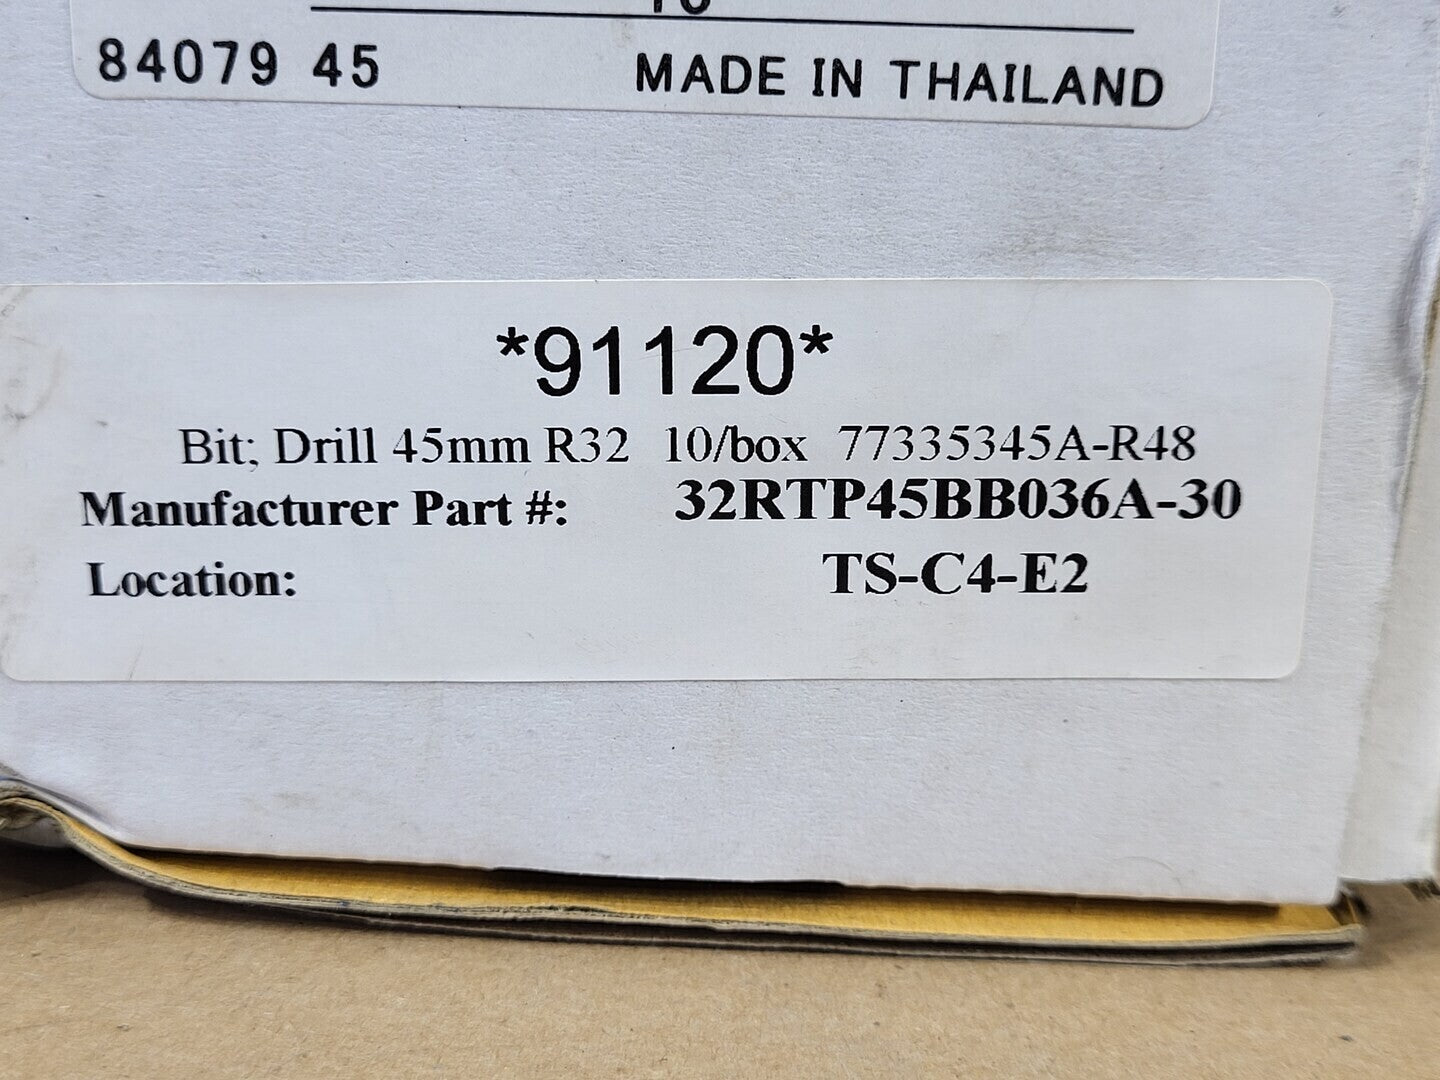 84079 45
MADE IN THAILAND
*91120*
Bit; Drill 45mm R32 10/box 77335345A-R48
Manufacturer Part #: 32RTP45BB036A-30
Location: TS-C4-E2